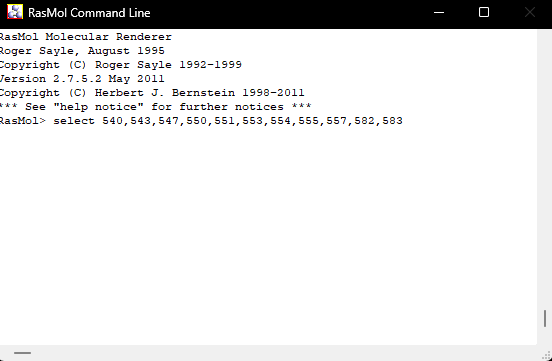 RasMol Command Line
RasMol Molecular Renderer
Roger Sayle, August 1995
Copyright (C) Roger Sayle 1992-1999
Version 2.7.5.2 May 2011
Copyright (C) Herbert J. Bernstein 1998-2011
*** See "help notice" for further notices ***
RasMol> select 540,543,547,550,551,553,554,555,557,582,583